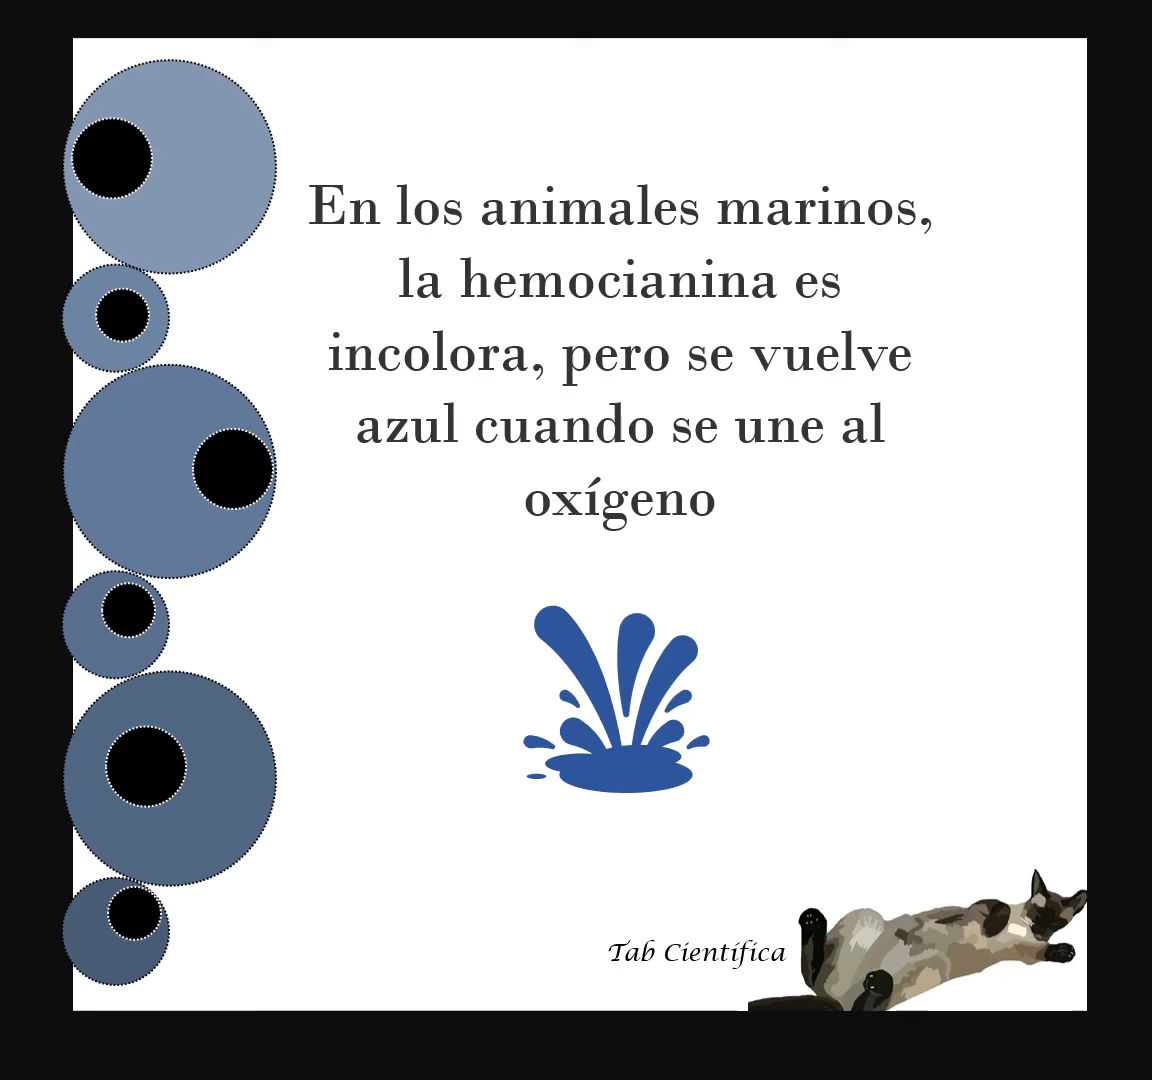 En los animales marinos,
la hemocianina es
incolora, pero se vuelve
azul cuando se une al
oxígeno
Tab Científica